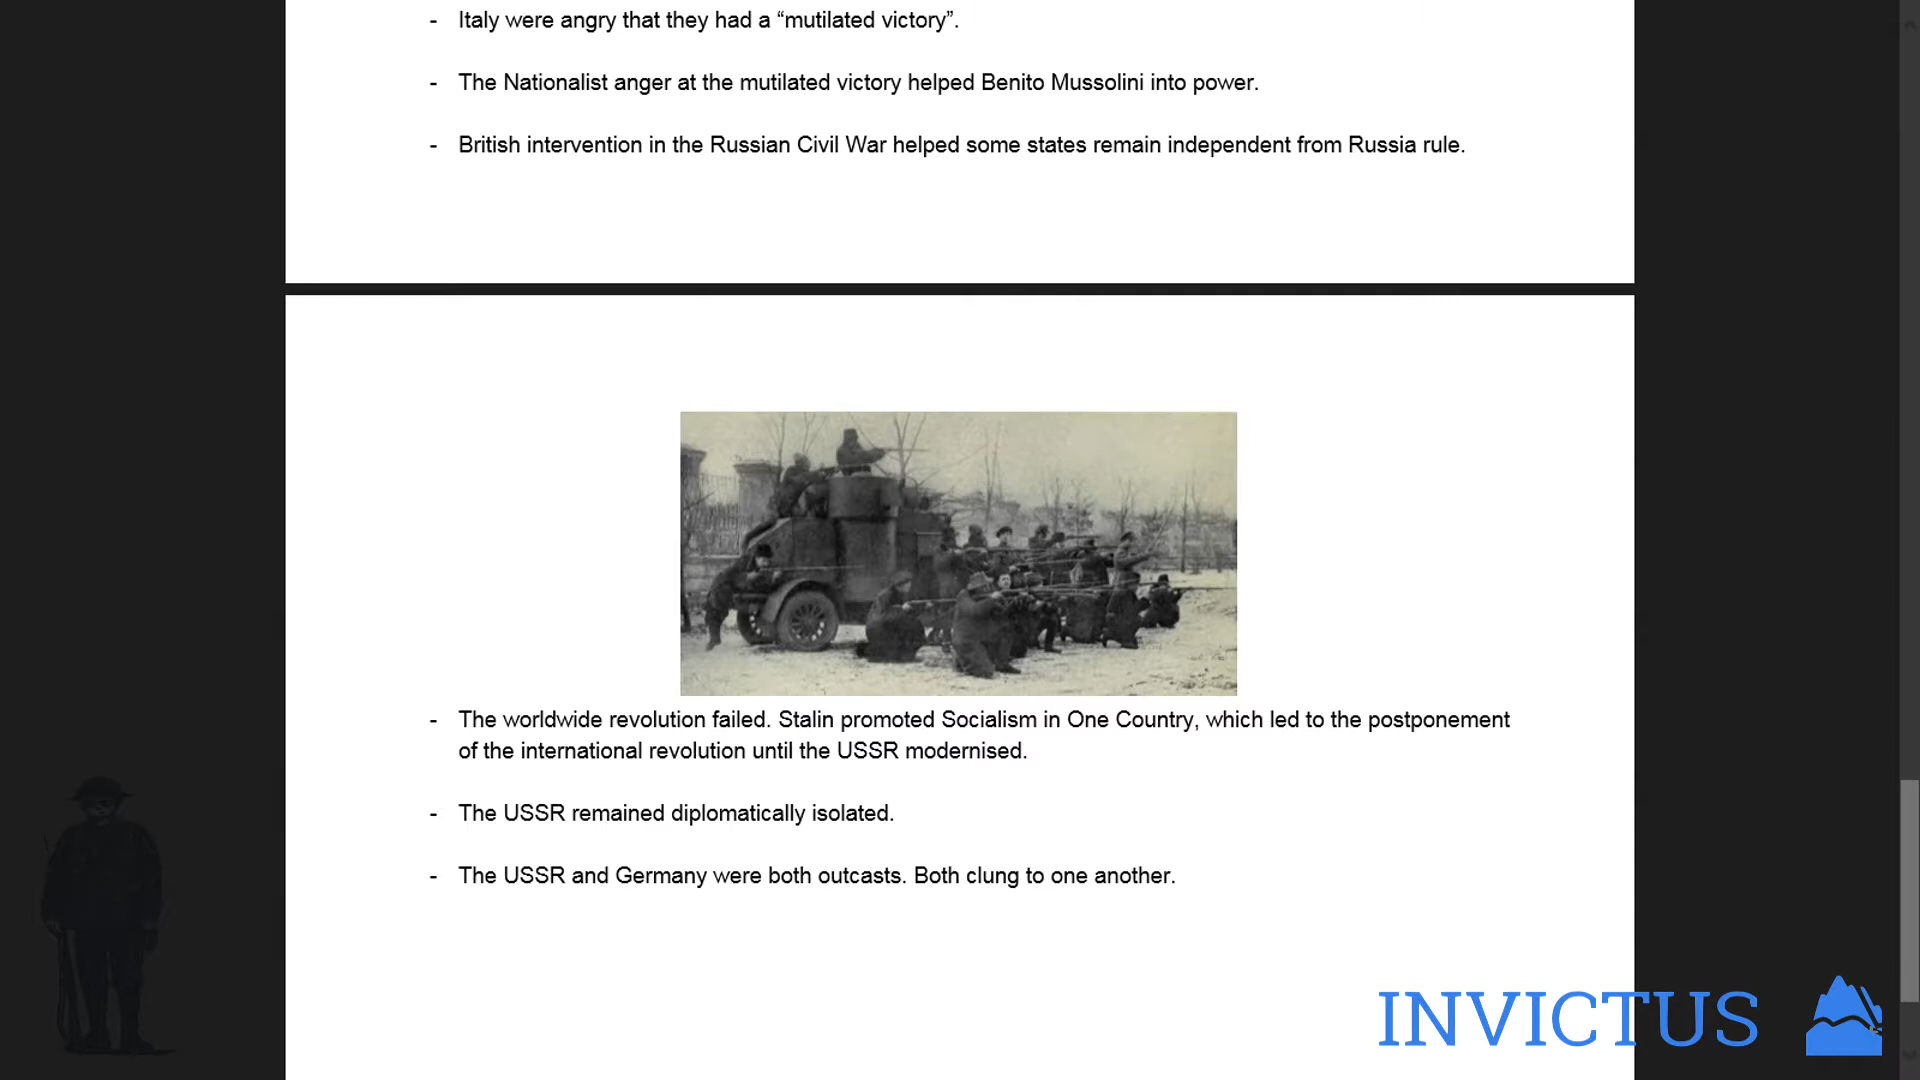 - Italy were angry that they had a “mutilated victory”.
- The Nationalist anger at the mutilated victory helped Benito Mussolini into power.
- British intervention in the Russian Civil War helped some states remain independent from Russia rule.
- The worldwide revolution failed. Stalin promoted Socialism in One Country, which led to the postponement
of the international revolution until the USSR modernised.
- The USSR remained diplomatically isolated.
- The USSR and Germany were both outcasts. Both clung to one another.
INVICTUS